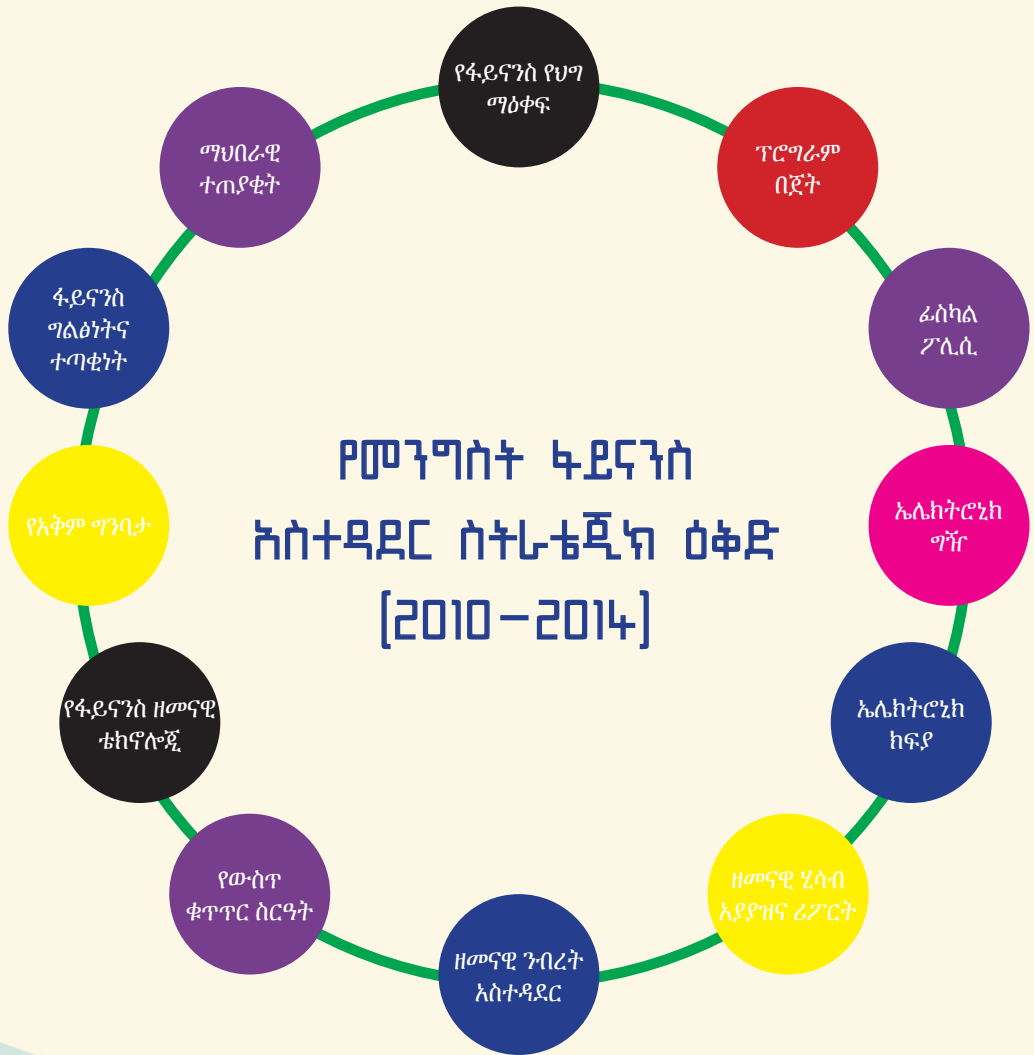 የፋይናንስ የህግ
ማዕቀፍ
ፕሮግራም
በጀት
ፊስካል
ፖሊሲ
ኤሌክትሮኒክ
ግዥ
ኤሌክትሮኒክ
ክፍያ
ዘመናዊ ሂሳብ
አያያዝና ሪፖርት
ዘመናዊ ንብረት
አስተዳደር
የውስጥ
ቁጥጥር ስርዓት
የፋይናንስ ዘመናዊ
ቴክኖሎጂ
የአቅም ግንባታ
ፋይናንስ
ግልፅነትና
ተጣቂነት
ማህበራዊ
ተጠያቂት
የመንግስት ፋይናንስ
አስተዳደር ስትራቴጂክ ዕቅድ
[2010-2014]